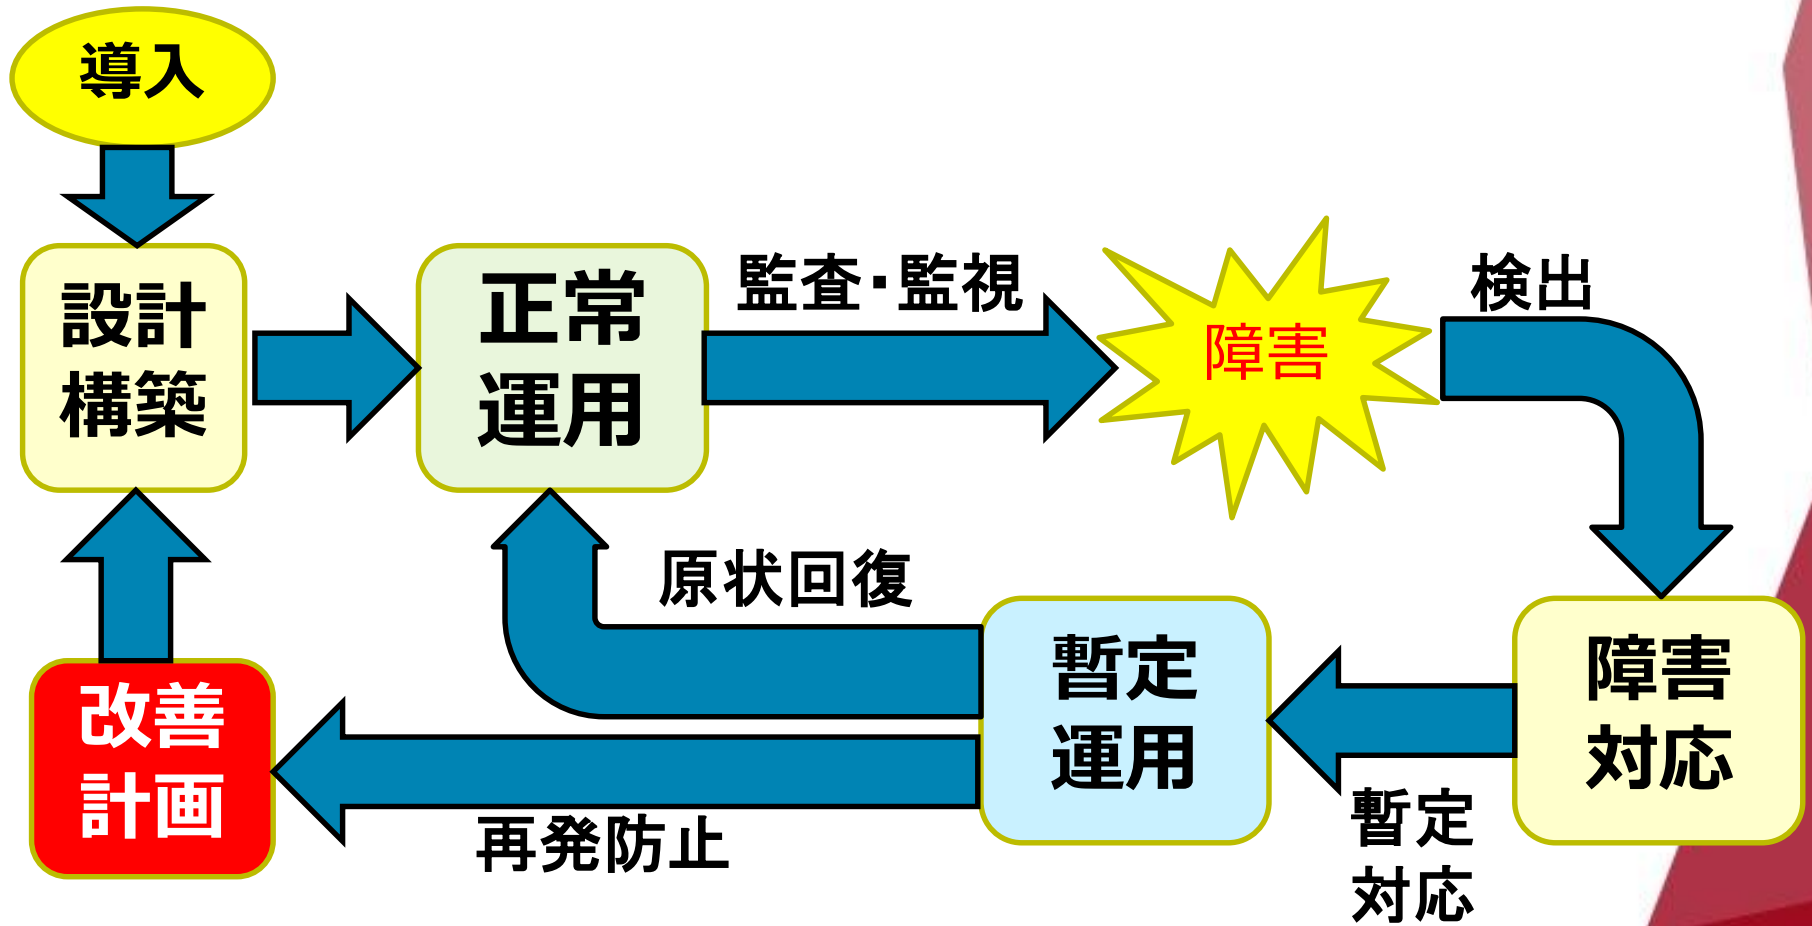 導入
設計
構築
正常
運用
監査・監視
障害
検出
原状回復
暫定
運用
障害
対応
改善
計画
再発防止
暫定
対応